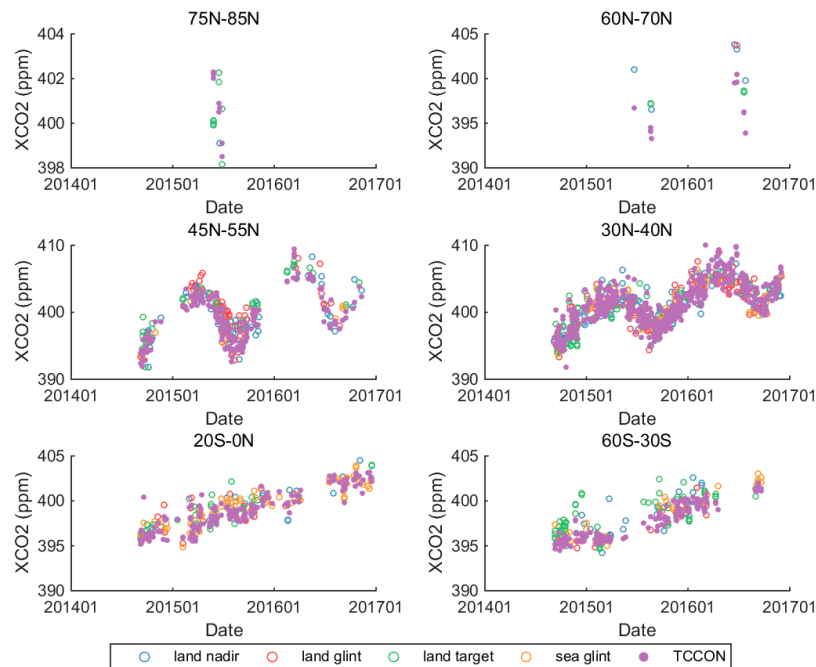 75N-85N
60N-70N
XCO2 (ppm)
404
402
400
398
201401
201501
201601
201701
Date
XCO2 (ppm)
405
400
395
390
201401
201501
201601
201701
Date
45N-55N
30N-40N
XCO2 (ppm)
410
400
390
201401
201501
201601
201701
Date
XCO2 (ppm)
410
400
390
201401
201501
201601
201701
Date
20S-0N
60S-30S
XCO2 (ppm)
405
400
395
390
201401
201501
201601
201701
Date
XCO2 (ppm)
405
400
395
390
201401
201501
201601
201701
Date
land nadir land glint land target sea glint TCCON